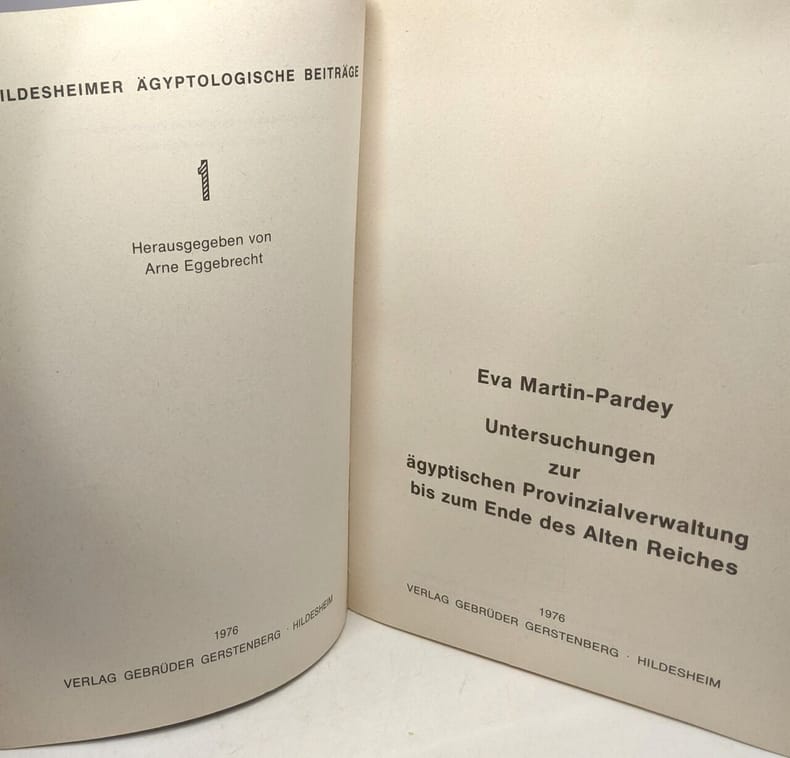 ILDESHEIMER ÄGYPTOLOGISCHE BEITRÄGE
1
Herausgegeben von
Arne Eggebrecht
1976
VERLAG GEBRÜDER GERSTENBERG · HILDESHEIM
Eva Martin-Pardey
Untersuchungen
zur
ägyptischen Provinzialverwaltung
bis zum Ende des Alten Reiches
1976
VERLAG GEBRÜDER GERSTENBERG · HILDESHEIM